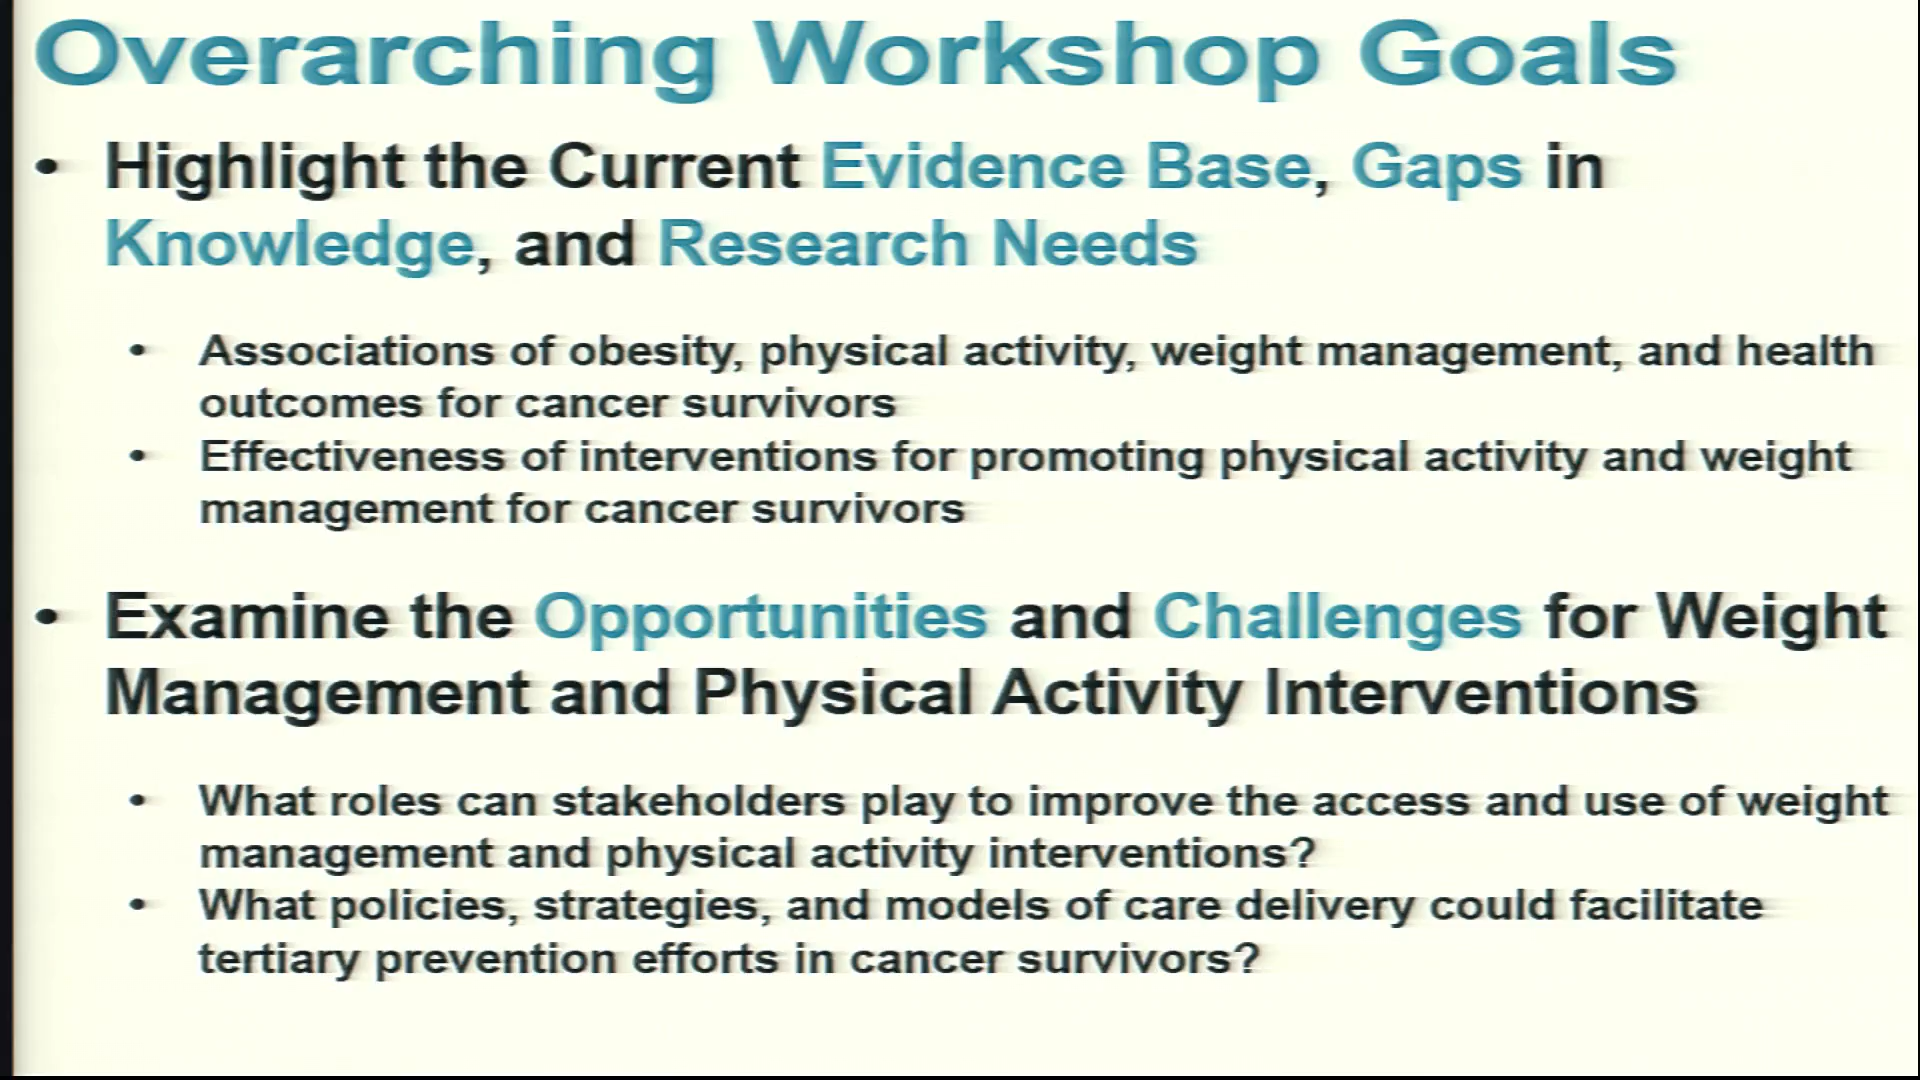 Overarching Workshop Goals
• Highlight the Current Evidence Base, Gaps in
Knowledge, and Research Needs
• Associations of obesity, physical activity, weight management, and health
outcomes for cancer survivors
• Effectiveness of interventions for promoting physical activity and weight
management for cancer survivors
• Examine the Opportunities and Challenges for Weight
Management and Physical Activity Interventions
• What roles can stakeholders play to improve the access and use of weight
management and physical activity interventions?
• What policies, strategies, and models of care delivery could facilitate
tertiary prevention efforts in cancer survivors?